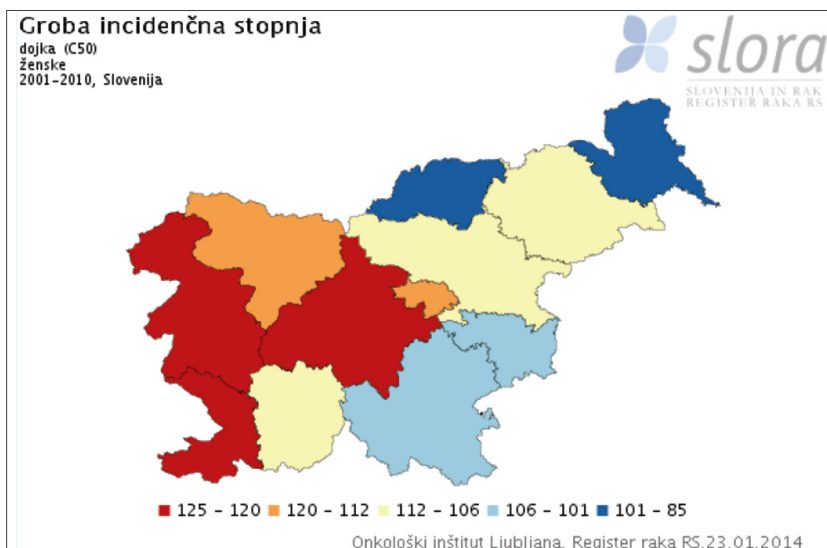 Groba incidenčna stopnja
dojka (C50)
ženske
2001-2010, Slovenija
slora
SLOVENIJA IN RAK
REGISTER RAKA RS
125 - 120 120 - 112 112 - 106 106 - 101 101 - 85
Onkološki inštitut Ljubljana, Register raka RS,23.01.2014